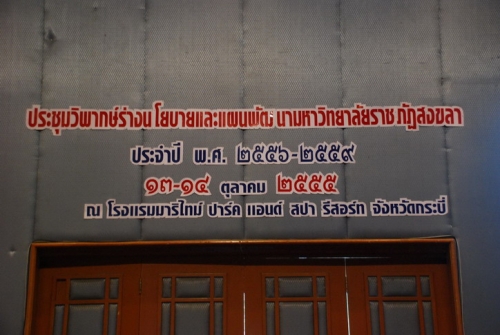 ประชุมวิพากษ์ร่างนโยบายและแผนพัฒนามหาวิทยาลัยราชภัฏสงขลา
ประจำปี พ.ศ. ๒๕๕๖-๒๕๕๙
๑๓-๑๔ ตุลาคม ๒๕๕๕
ณ โรงแรมมาริไทม์ ปาร์ค แอนด์ สปา รีสอร์ท จังหวัดกระบี่